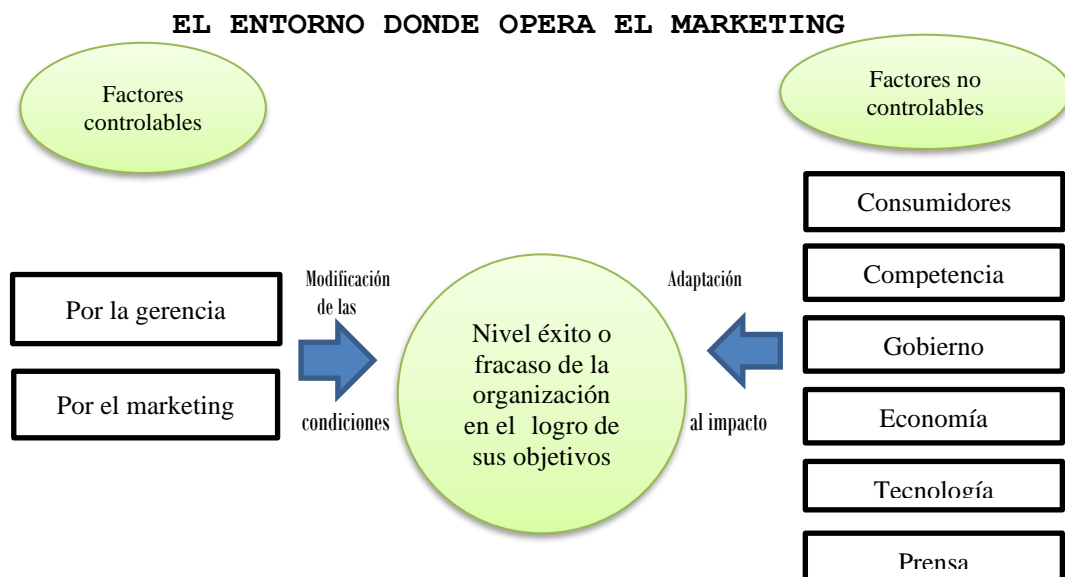 EL ENTORNO DONDE OPERA EL MARKETING
Factores
controlables
Factores no
controlables
Por la gerencia
Por el marketing
Modificación
de las
condiciones
Nivel éxito o
fracaso de la
organización
en el logro de
sus objetivos
Adaptación
al impacto
Consumidores
Competencia
Gobierno
Economía
Tecnología
Prensa